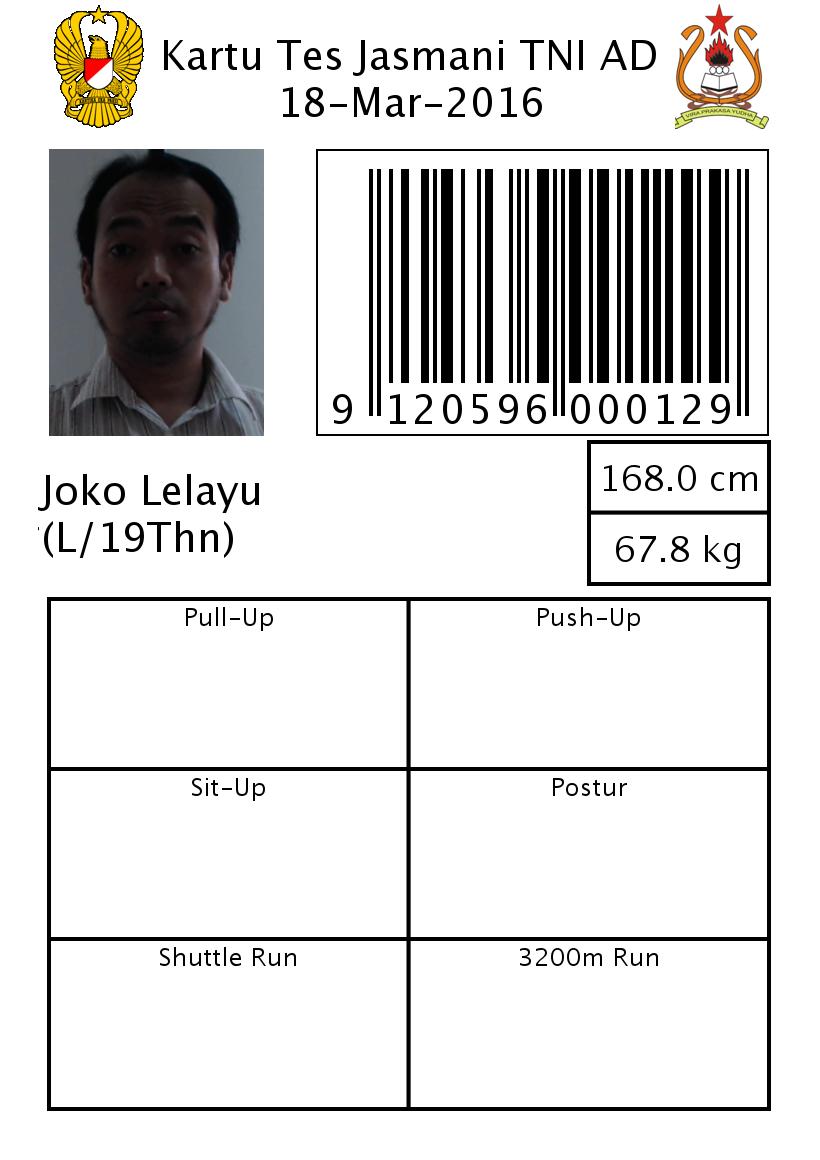 Kartu Tes Jasmani TNI AD
18-Mar-2016
9 120596 000129
Joko Lelayu
(L/19Thn)
168.0 cm
67.8 kg
Pull-Up
Push-Up
Sit-Up
Postur
Shuttle Run
3200m Run
VIRA PRAKASA YUDHA